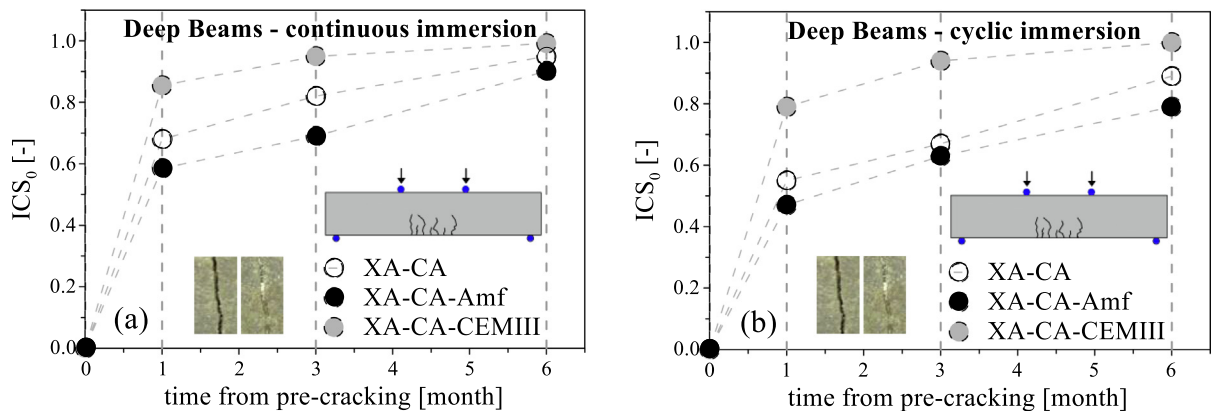 Deep Beams - continuous immersion
1.0
0.8
0.6
0.4
0.2
0.0
ICS0 [-]
XA-CA
XA-CA-Amf
XA-CA-CEMIII
(a)
0 1 2 3 4 5 6
time from pre-cracking [month]
Deep Beams - cyclic immersion
1.0
0.8
0.6
0.4
0.2
0.0
ICS0 [-]
XA-CA
XA-CA-Amf
XA-CA-CEMIII
(b)
0 1 2 3 4 5 6
time from pre-cracking [month]